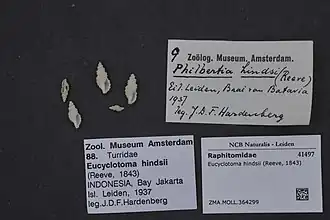 9
Zoölog. Museum. Amsterdam.
Philbertia hindsi (Reeve)
Eil. Leiden, Baai van Batavia
1937
leg. J.D.F. Hardenberg
Zool. Museum Amsterdam
88. Turridae
Eucyclotoma hindsii
(Reeve, 1843)
INDONESIA, Bay Jakarta
Isl. Leiden, 1937
leg.J.D.F.Hardenberg
NCB Naturalis - Leiden
Raphitomidae 41497
Eucyclotoma hindsii (Reeve, 1843)
ZMA.MOLL.364299